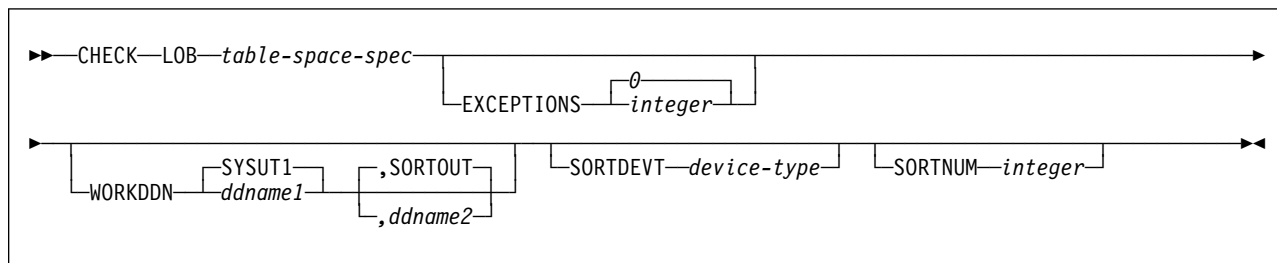 CHECK LOB table-space-spec
0
EXCEPTIONS integer
SYSUT1 ,SORTOUT SORTDEVT device-type SORTNUM integer
WORKDDN ddname1
,ddname2